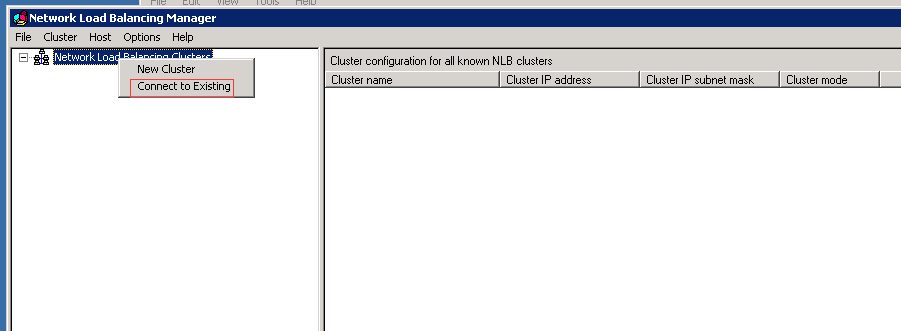 File Edit View Tools Help
Network Load Balancing Manager
File Cluster Host Options Help
Network Load Balancing Clusters
New Cluster
Connect to Existing
Cluster configuration for all known NLB clusters
Cluster name Cluster IP address Cluster IP subnet mask Cluster mode